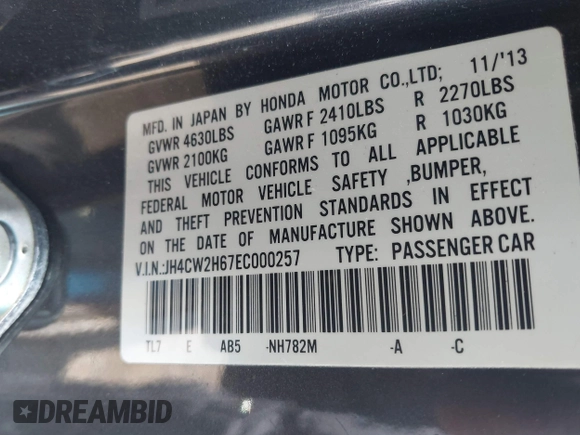 MFD. IN JAPAN BY HONDA MOTOR CO.,LTD; 11/'13
GVWR 4630LBS GAWR F 2410LBS R 2270LBS
GVWR 2100KG GAWR F 1095KG R 1030KG
THIS VEHICLE CONFORMS TO ALL APPLICABLE
FEDERAL MOTOR VEHICLE SAFETY ,BUMPER,
AND THEFT PREVENTION STANDARDS IN EFFECT
ON THE DATE OF MANUFACTURE SHOWN ABOVE.
V.I.N.:JH4CW2H67EC000257 TYPE: PASSENGER CAR
TL7 E AB5 -NH782M -A -C
DREAMBID